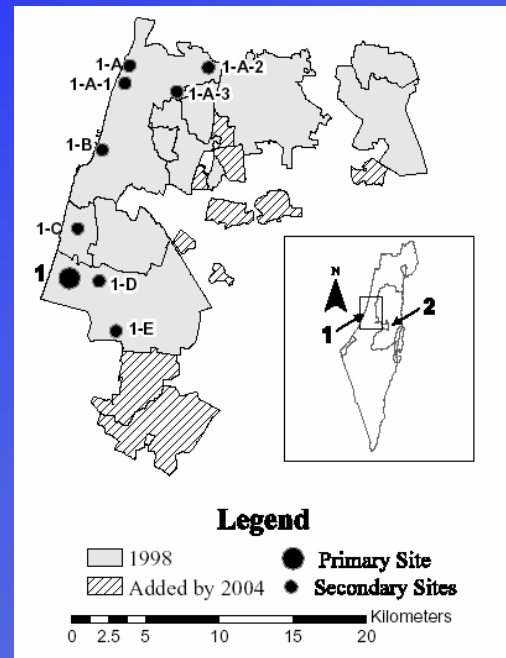 1-A
1-A-1
1-A-2
1-A-3
1-B
1-C
1
1-D
1-E
N
1
2
Legend
1998
Added by 2004
Primary Site
Secondary Sites
Kilometers
0 2.5 5 10 15 20